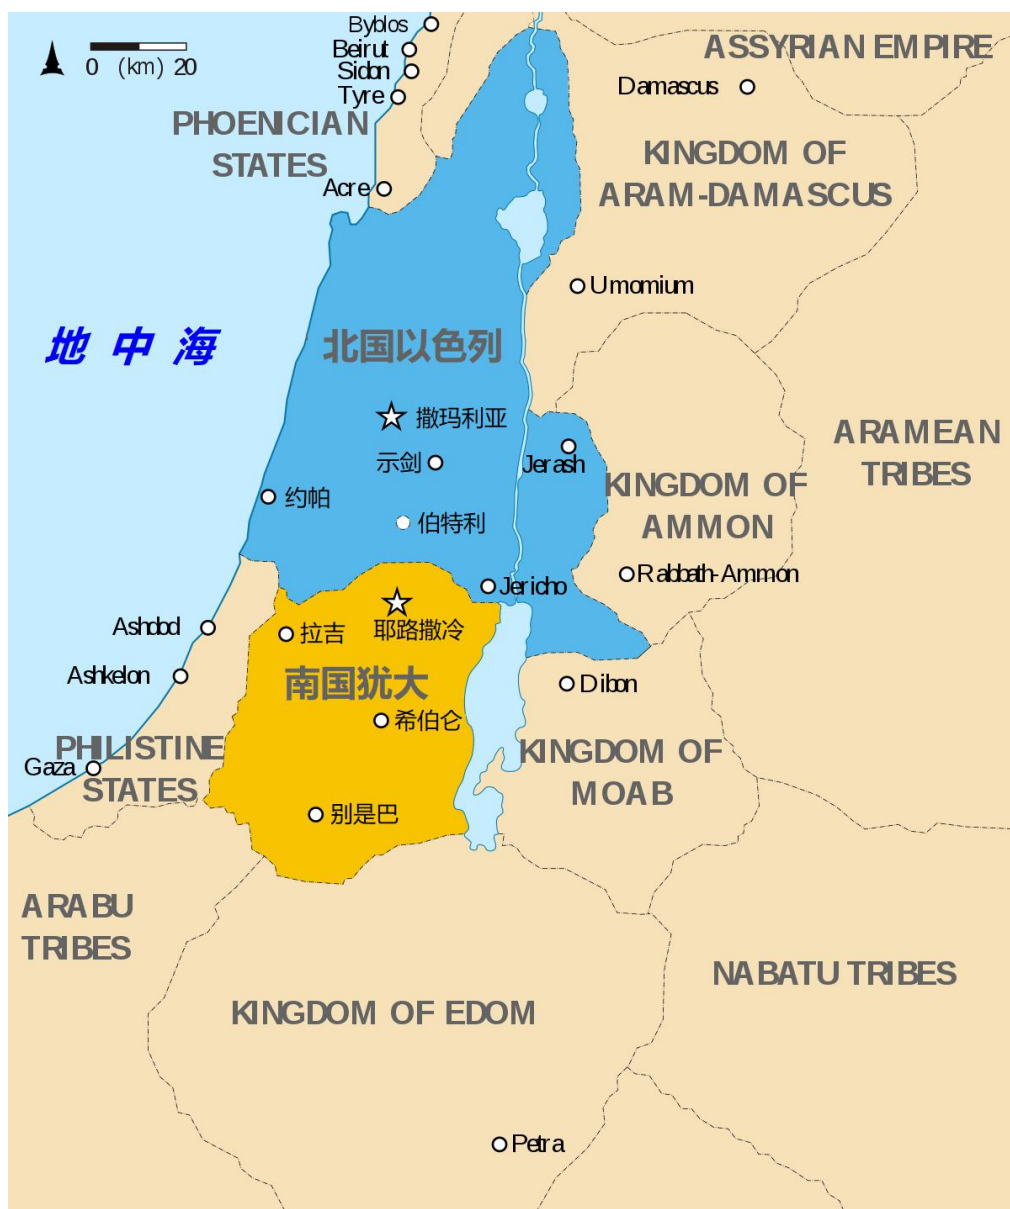 Byblos
Beirut
Sidon
Tyre
0 (km) 20
ASSYRIAN EMPIRE
Damascus
PHOENICIAN
STATES
KINGDOM OF
ARAM-DAMASCUS
Acre
Umomium
地中海
北国以色列
撒玛利亚
示剑
Jerash
ARAMEAN
TRIBES
约帕
KINGDOM OF
AMMON
伯特利
Rabbath-Ammon
Jericho
Ashdod
拉吉
耶路撒冷
Ashkelon
南国犹大
Dibon
希伯仑
PHILISTINE
STATES
Gaza
KINGDOM OF
MOAB
别是巴
ARABU
TRIBES
NABATU TRIBES
KINGDOM OF EDOM
Petra